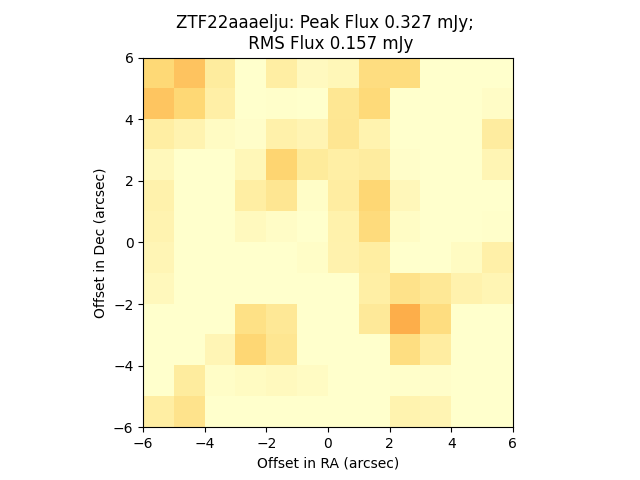 ZTF22aaaelju: Peak Flux 0.327 mJy;
RMS Flux 0.157 mJy
6
4
2
0
−2
−4
−6
Offset in Dec (arcsec)
−6 −4 −2 0 2 4 6
Offset in RA (arcsec)